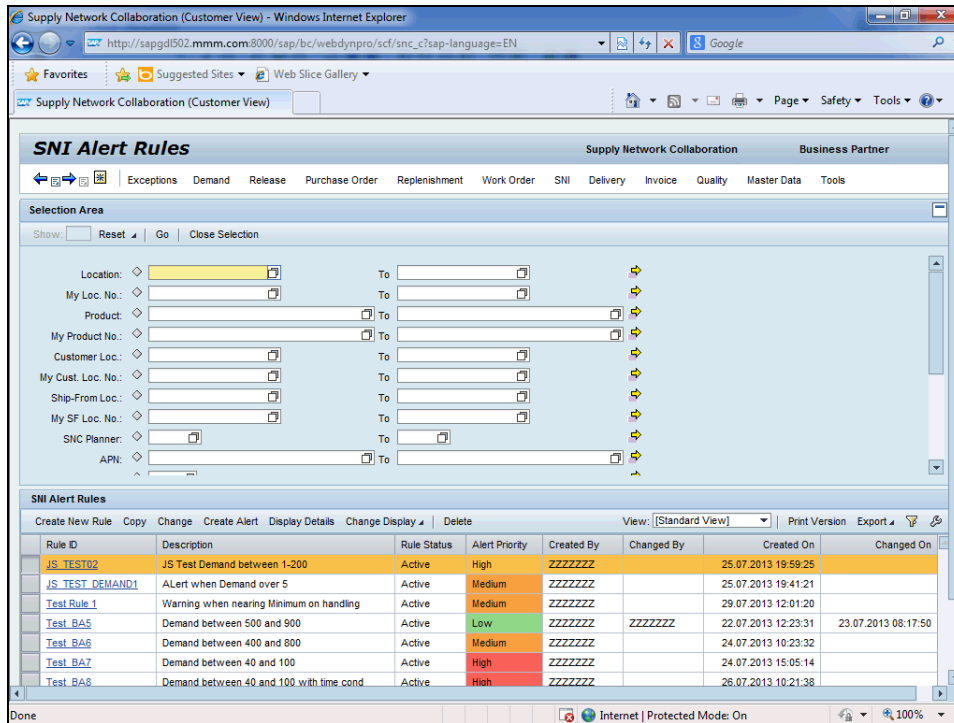 Supply Network Collaboration (Customer View) - Windows Internet Explorer
http://sapgdl502.mmm.com:8000/sap/bc/webdynpro/scf/snc_c?sap-language=EN
Google
Favorites Suggested Sites Web Slice Gallery
Supply Network Collaboration (Customer View)
Page Safety Tools
SNI Alert Rules Supply Network Collaboration Business Partner
Exceptions Demand Release Purchase Order Replenishment Work Order SNI Delivery Invoice Quality Master Data Tools
Selection Area
Show: Reset Go Close Selection
Location: To
My Loc. No.: To
Product: To
My Product No.: To
Customer Loc.: To
My Cust. Loc. No.: To
Ship-From Loc.: To
My SF Loc. No.: To
SNC Planner: To
APN: To
SNI Alert Rules
Create New Rule Copy Change Create Alert Display Details Change Display Delete View: [Standard View] Print Version Export
Rule ID Description Rule Status Alert Priority Created By Changed By Created On Changed On
JS_TEST02 JS Test Demand between 1-200 Active High ZZZZZZZ 25.07.2013 19:59:25
JS_TEST_DEMAND1 ALert when Demand over 5 Active Medium ZZZZZZZ 25.07.2013 19:41:21
Test Rule 1 Warning when nearing Minimum on handling Active Medium ZZZZZZZ 29.07.2013 12:01:20
Test_BA5 Demand between 500 and 900 Active Low ZZZZZZZ ZZZZZZZ 22.07.2013 12:23:31 23.07.2013 08:17:50
Test_BA6 Demand between 400 and 800 Active Medium ZZZZZZZ 24.07.2013 10:23:32
Test_BA7 Demand between 40 and 100 Active High ZZZZZZZ 24.07.2013 15:05:14
Test_BA8 Demand between 40 and 100 with time cond Active High ZZZZZZZ 26.07.2013 10:21:38
Done Internet | Protected Mode: On 100%